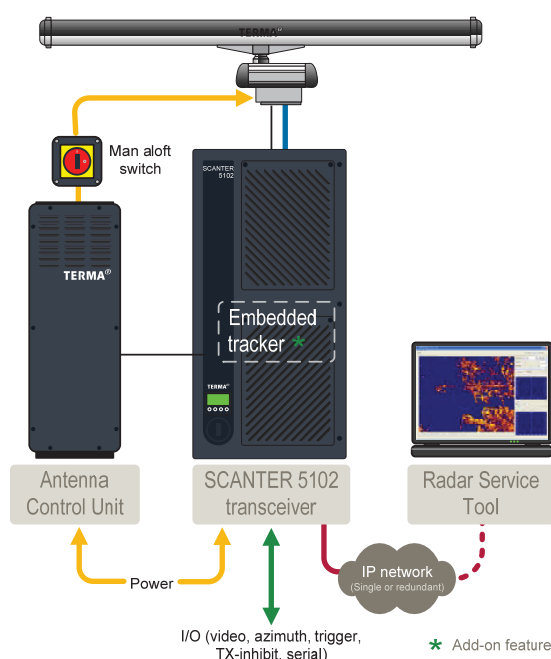 TERMA
Man aloft
switch
SCANTER
5102
TERMA
Embedded
tracker *
TERMA
Antenna
Control Unit
SCANTER 5102
transceiver
Radar Service
Tool
Power
IP network
(Single or redundant)
I/O (video, azimuth, trigger,
TX-inhibit, serial)
* Add-on feature